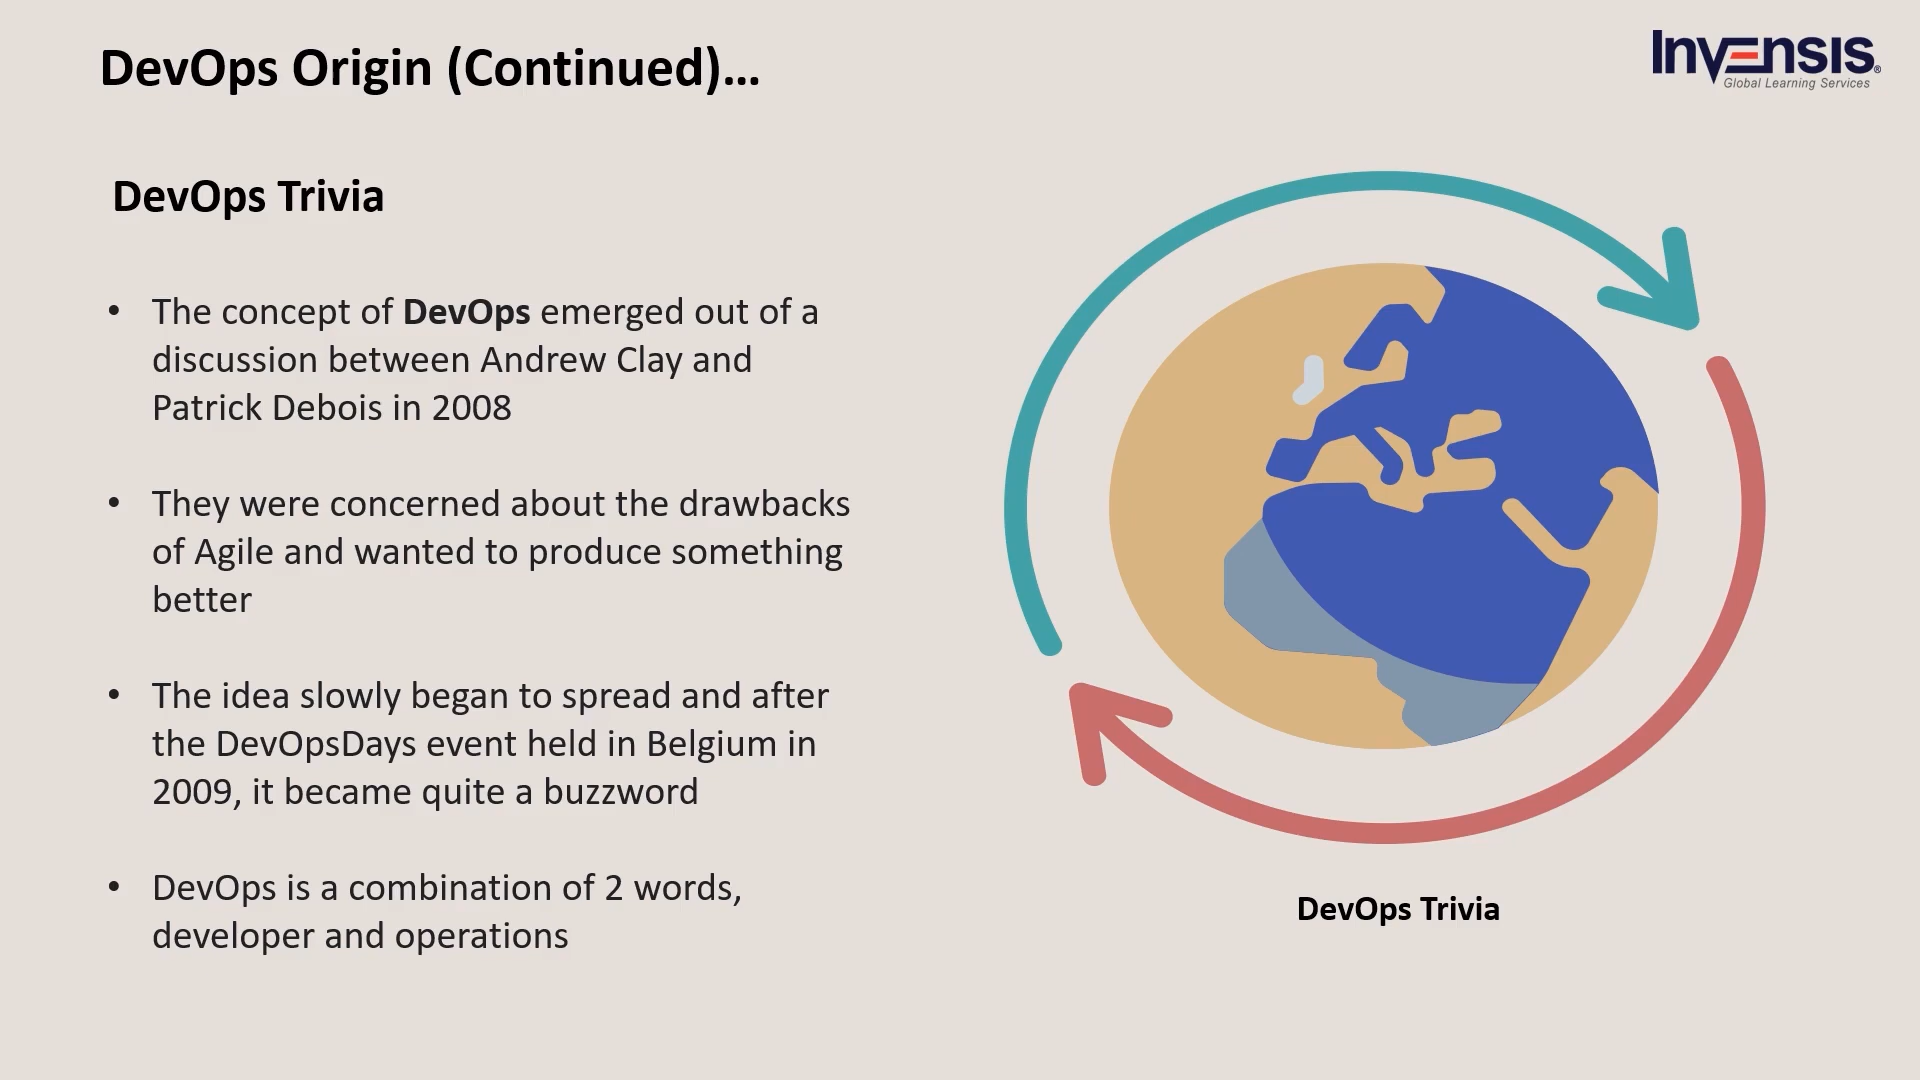 DevOps Origin (Continued)...
Invensis®
Global Learning Services
DevOps Trivia
• The concept of DevOps emerged out of a
discussion between Andrew Clay and
Patrick Debois in 2008
• They were concerned about the drawbacks
of Agile and wanted to produce something
better
• The idea slowly began to spread and after
the DevOpsDays event held in Belgium in
2009, it became quite a buzzword
• DevOps is a combination of 2 words,
developer and operations
DevOps Trivia